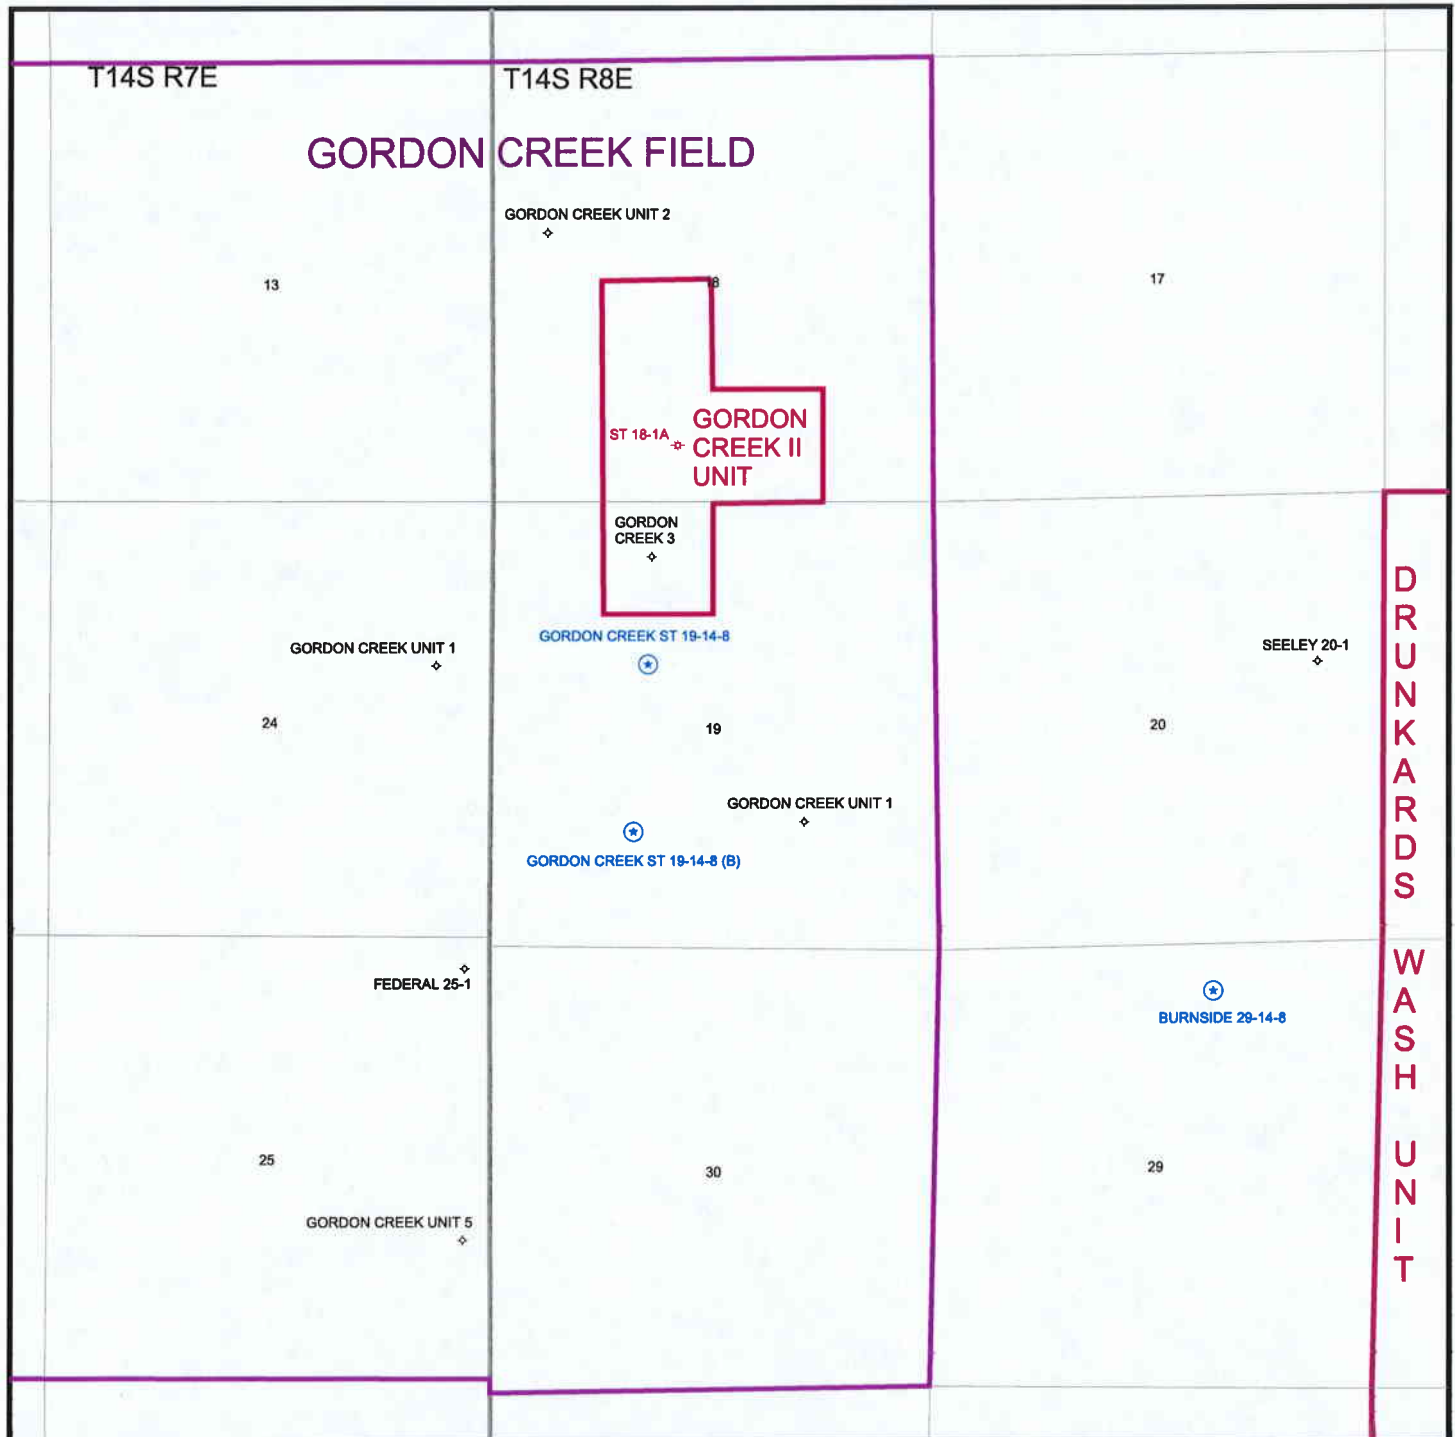 T14S R7E
T14S R8E
GORDON CREEK FIELD
GORDON CREEK UNIT 2
13
17
ST 18-1A
GORDON
CREEK II
UNIT
GORDON
CREEK 3
GORDON CREEK ST 19-14-8
GORDON CREEK UNIT 1
SEELEY 20-1
24
19
20
GORDON CREEK UNIT 1
GORDON CREEK ST 19-14-8 (B)
FEDERAL 25-1
BURNSIDE 29-14-8
25
30
29
GORDON CREEK UNIT 5
DRUNKARDS WASH UNIT